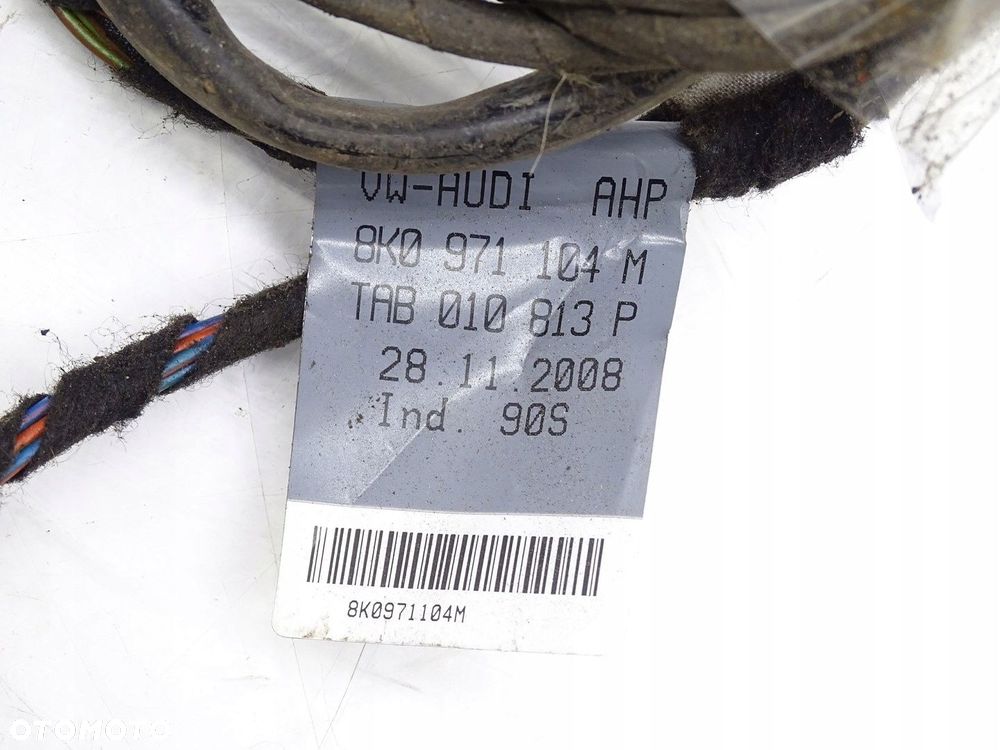 VW-AUDI AHP
8K0 971 104 M
TAB 010 813 P
28.11.2008
Ind. 90S
8K0971104M
OTOMOTO